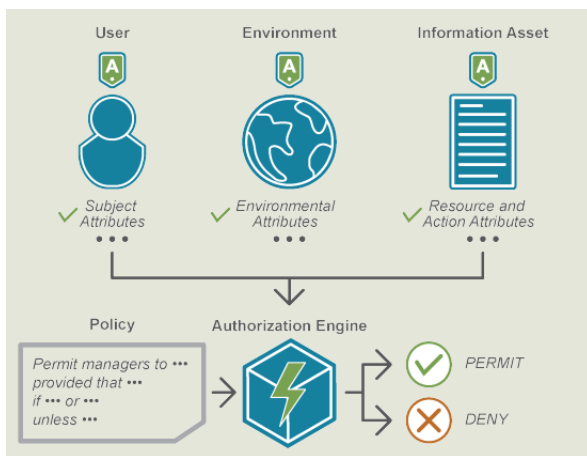 User
Environment
Information Asset
A
A
A
Subject
Attributes
Environmental
Attributes
Resource and
Action Attributes
•••
•••
•••
Policy
Authorization Engine
Permit managers to •••
provided that •••
if ••• or •••
unless •••
PERMIT
DENY